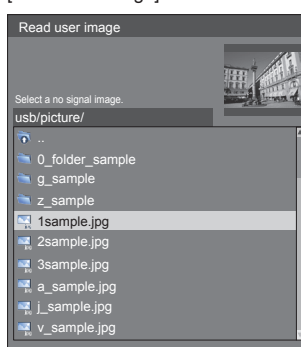 Read user image
Select a no signal image.
usb/picture/
..
0_folder_sample
g_sample
z_sample
1sample.jpg
2sample.jpg
3sample.jpg
a_sample.jpg
j_sample.jpg
v_sample.jpg